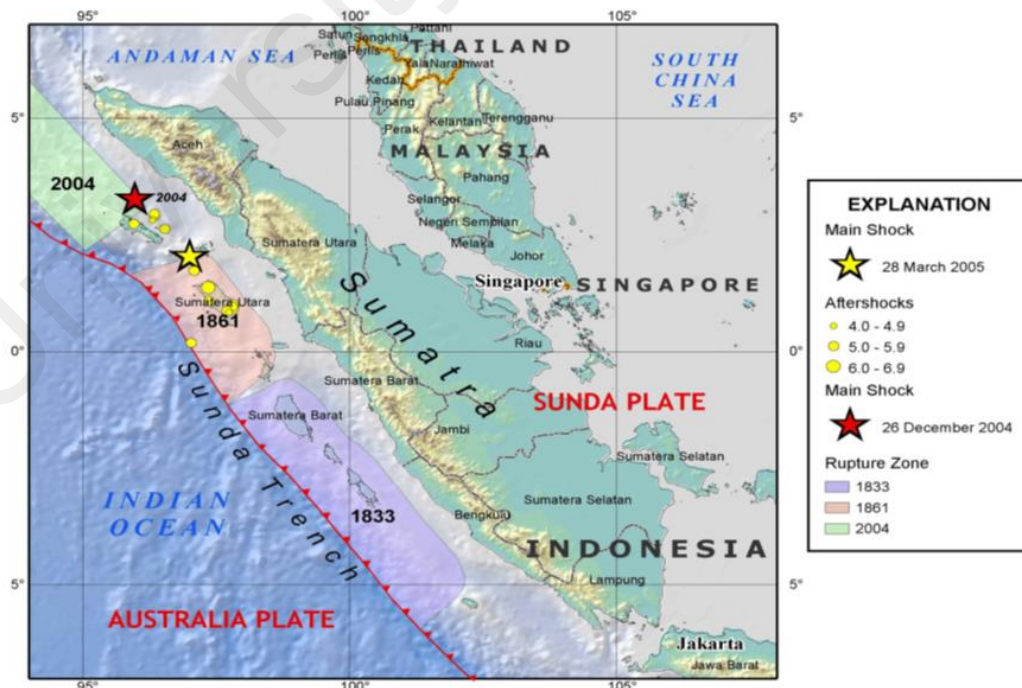 95°
100°
105°
ANDAMAN SEA
Satun
Songkhla
Pattani
Perlis
Perlis
THAILAND
Yala
Narathiwat
SOUTH
CHINA
SEA
Kedah
Pulau Pinang
5°
5°
Perak
Kelantan
Terengganu
Aceh
MALAYSIA
Pahang
2004
2004
Selangor
Negeri Sembilan
Melaka
Johor
Sumatera Utara
Singapore
SINGAPORE
Sumatera Utara
1861
Sumatra
Riau
0°
0°
Sumatera Barat
SUNDA PLATE
Sumatera Barat
Jambi
Sunda Trench
Sumatera Selatan
INDIAN
OCEAN
Sumatera Selatan
1833
Bengkulu
INDONESIA
5°
5°
Lampung
AUSTRALIA PLATE
Jakarta
Jawa Barat
95°
100°
105°
EXPLANATION
Main Shock
28 March 2005
Aftershocks
4.0 - 4.9
5.0 - 5.9
6.0 - 6.9
Main Shock
26 December 2004
Rupture Zone
1833
1861
2004